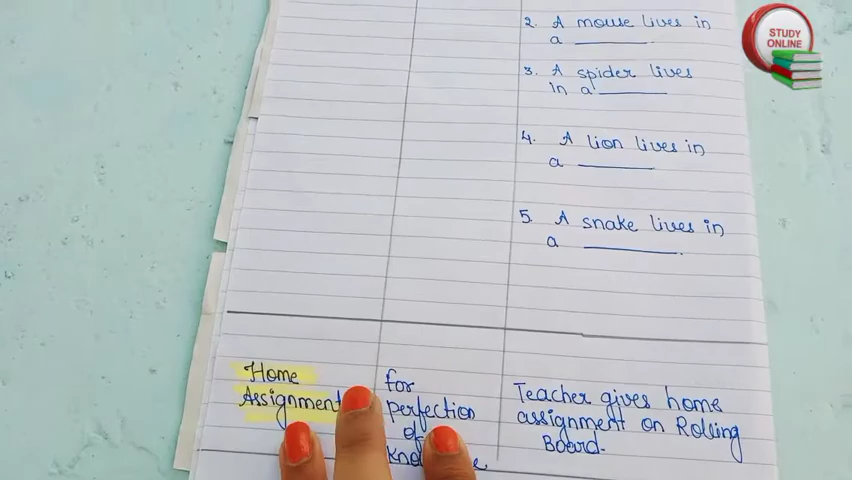 STUDY
ONLINE
2. A mouse lives in
a ________.
3. A spider lives
in a ________
4. A lion lives in
a ________.
5. A snake lives in
a ________.
Home
Assignment
for
perfection
of
Teacher gives home
assignment on Rolling
Board.